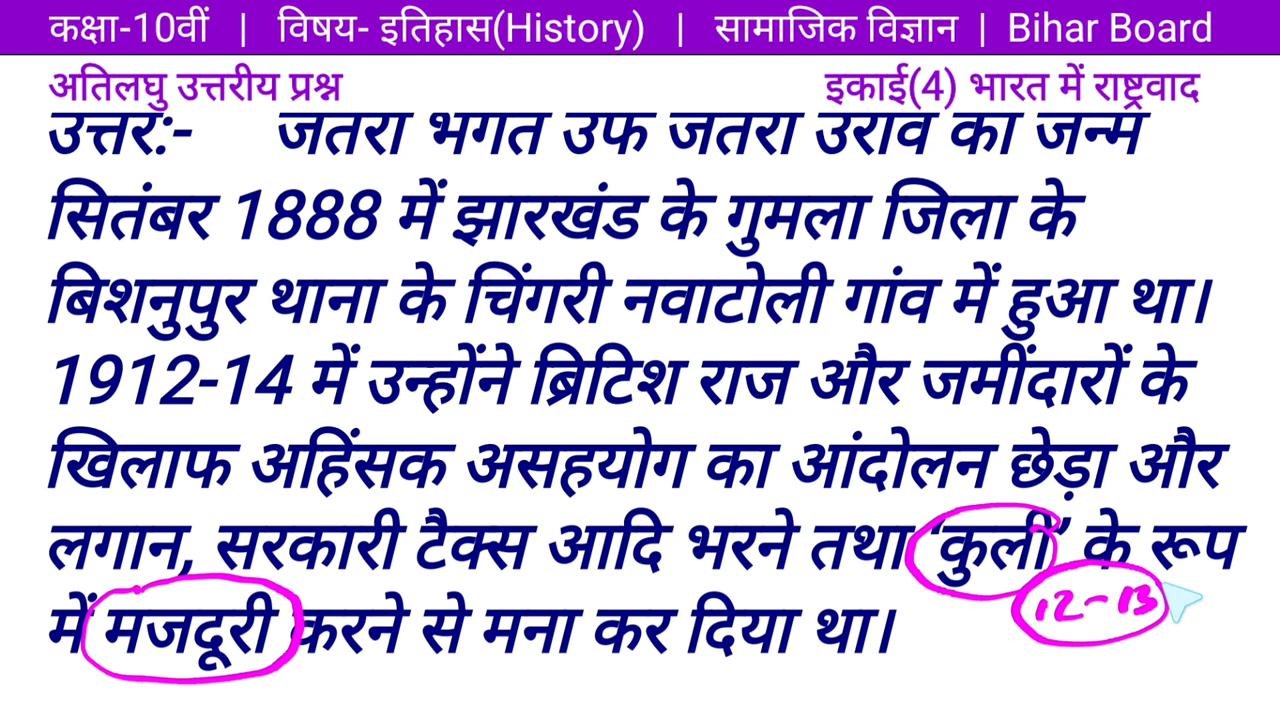 कक्षा-10वीं | विषय- इतिहास(History) | सामाजिक विज्ञान | Bihar Board
अतिलघु उत्तरीय प्रश्न इकाई(4) भारत में राष्ट्रवाद
उत्तर:- जतरा भगत उर्फ जतरा उरांव का जन्म
सितंबर 1888 में झारखंड के गुमला जिला के
बिशनुपुर थाना के चिंगरी नवाटोली गांव में हुआ था।
1912-14 में उन्होंने ब्रिटिश राज और जमींदारों के
खिलाफ अहिंसक असहयोग का आंदोलन छेड़ा और
लगान, सरकारी टैक्स आदि भरने तथा ‘कुली’ के रूप
में मजदूरी करने से मना कर दिया था।
12-13